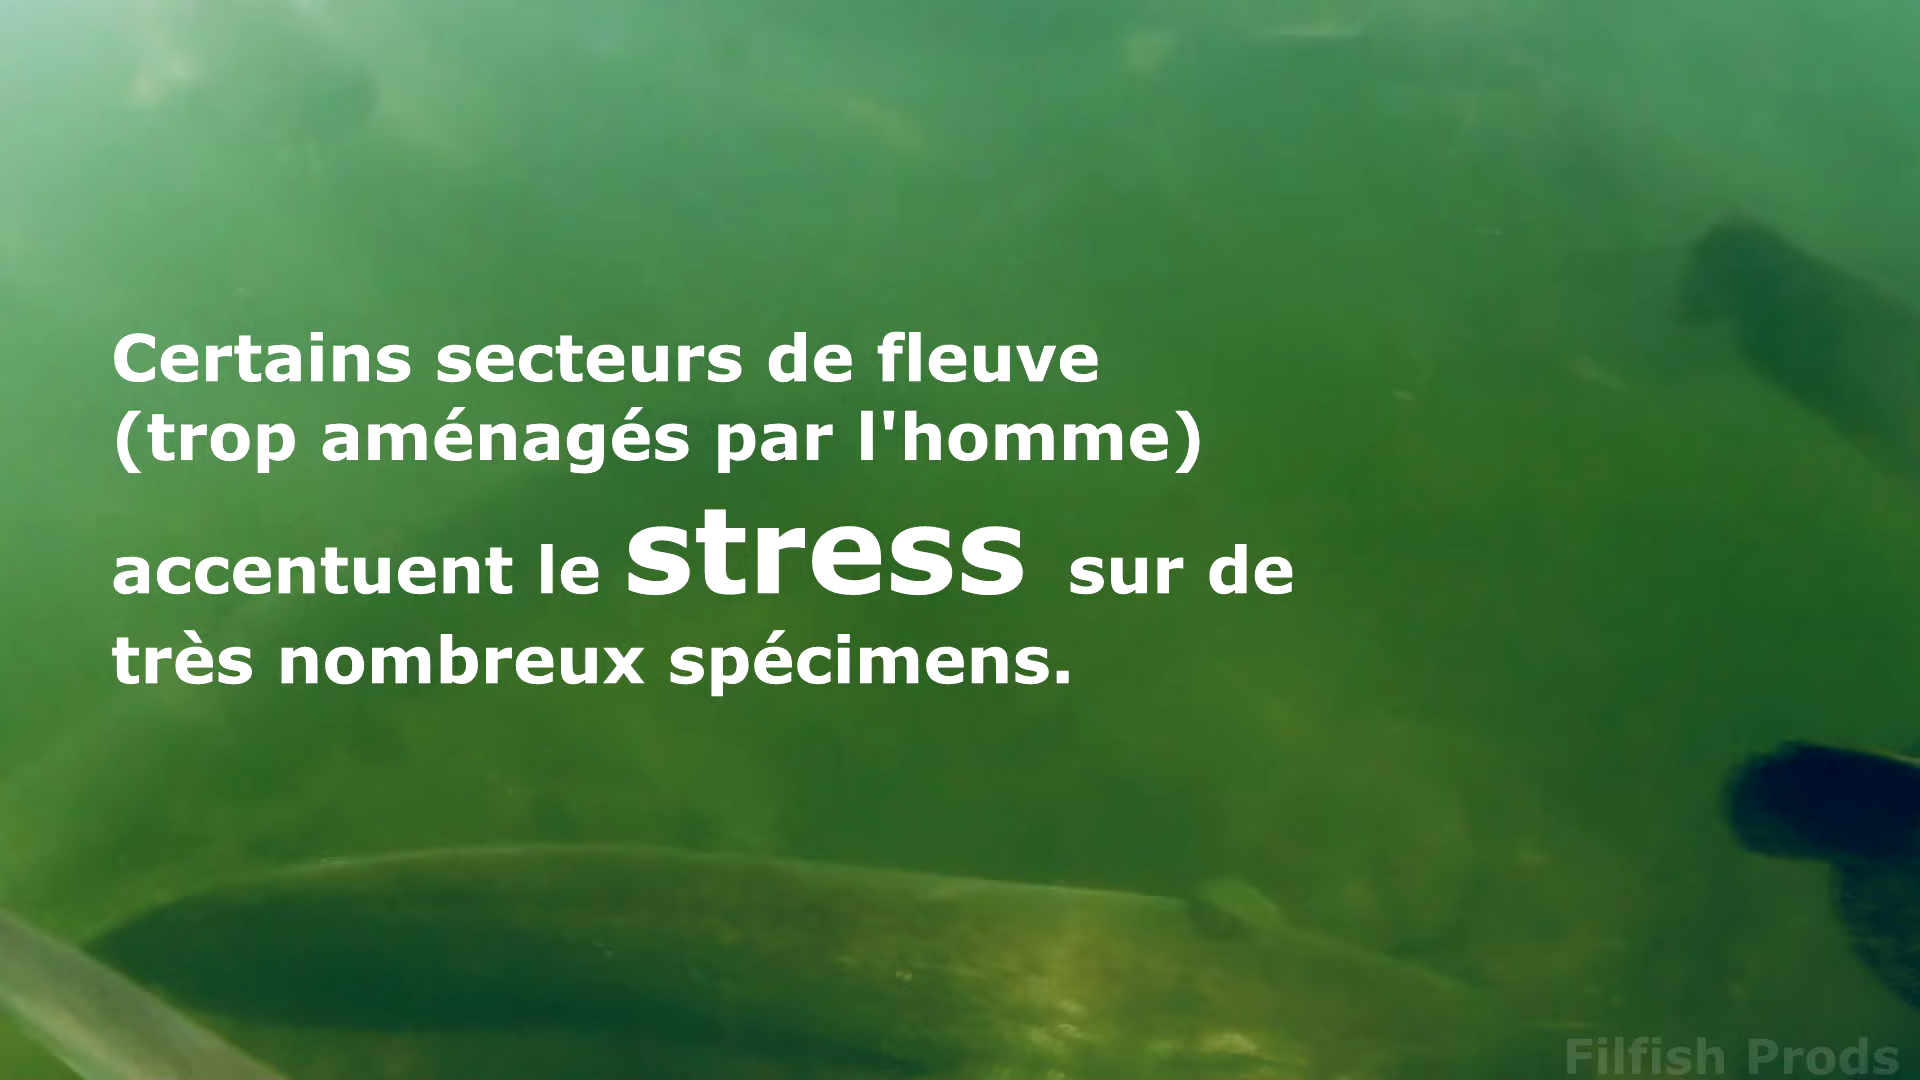 Certains secteurs de fleuve
(trop aménagés par l'homme)
accentuent le stress sur de
très nombreux spécimens.
Filfish Prods